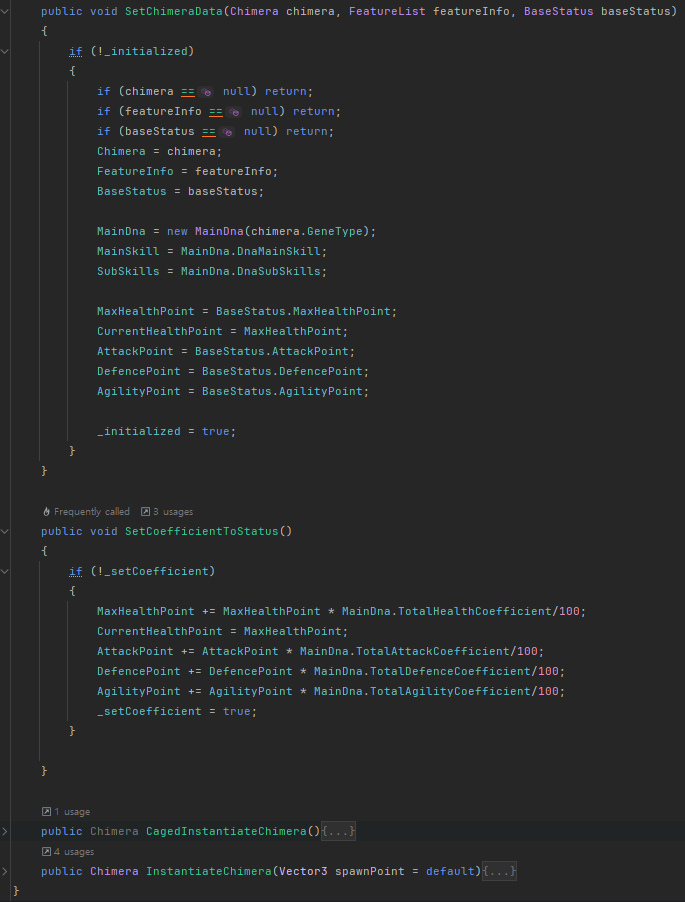 public void SetChimeraData(Chimera chimera, FeatureList featureInfo, BaseStatus baseStatus)
{
if (!_initialized)
{
if (chimera == null) return;
if (featureInfo == null) return;
if (baseStatus == null) return;
Chimera = chimera;
FeatureInfo = featureInfo;
BaseStatus = baseStatus;
MainDna = new MainDna(chimera.GeneType);
MainSkill = MainDna.DnaMainSkill;
SubSkills = MainDna.DnaSubSkills;
MaxHealthPoint = BaseStatus.MaxHealthPoint;
CurrentHealthPoint = MaxHealthPoint;
AttackPoint = BaseStatus.AttackPoint;
DefencePoint = BaseStatus.DefencePoint;
AgilityPoint = BaseStatus.AgilityPoint;
_initialized = true;
}
}
Frequently called 3 usages
public void SetCoefficientToStatus()
{
if (!_setCoefficient)
{
MaxHealthPoint += MaxHealthPoint * MainDna.TotalHealthCoefficient/100;
CurrentHealthPoint = MaxHealthPoint;
AttackPoint += AttackPoint * MainDna.TotalAttackCoefficient/100;
DefencePoint += DefencePoint * MainDna.TotalDefenceCoefficient/100;
AgilityPoint += AgilityPoint * MainDna.TotalAgilityCoefficient/100;
_setCoefficient = true;
}
}
1 usage
public Chimera CagedInstantiateChimera(){...}
4 usages
public Chimera InstantiateChimera(Vector3 spawnPoint = default){...}
}